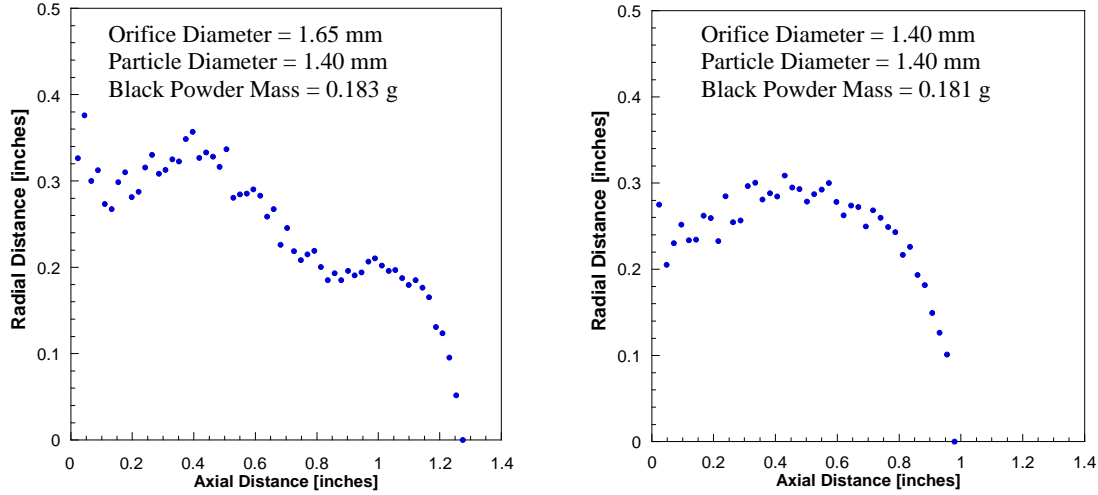 Orifice Diameter = 1.65 mm
Particle Diameter = 1.40 mm
Black Powder Mass = 0.183 g
Radial Distance [inches]
0.5
0.4
0.3
0.2
0.1
0
0 0.2 0.4 0.6 0.8 1 1.2 1.4
Axial Distance [inches]
Orifice Diameter = 1.40 mm
Particle Diameter = 1.40 mm
Black Powder Mass = 0.181 g
Radial Distance [inches]
0.5
0.4
0.3
0.2
0.1
0
0 0.2 0.4 0.6 0.8 1 1.2 1.4
Axial Distance [inches]